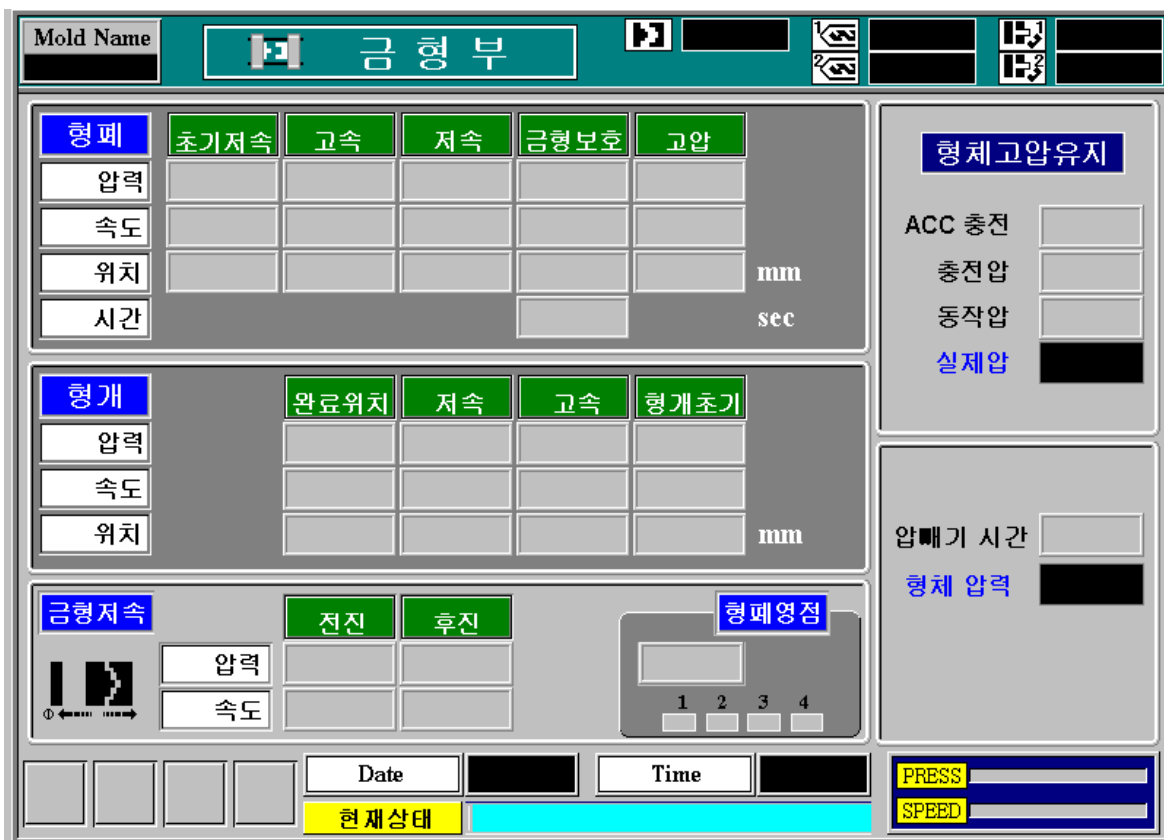 Mold Name
금 형 부
1
2
1
2
형폐 초기저속 고속 저속 금형보호 고압
압력
속도
위치 mm
시간 sec
형개 완료위치 저속 고속 형개초기
압력
속도
위치 mm
금형저속 전진 후진
압력
속도
형폐영점
1 2 3 4
형체고압유지
ACC 충전
충전압
동작압
실제압
압빼기 시간
형체 압력
Date Time
현재상태
PRESS
SPEED